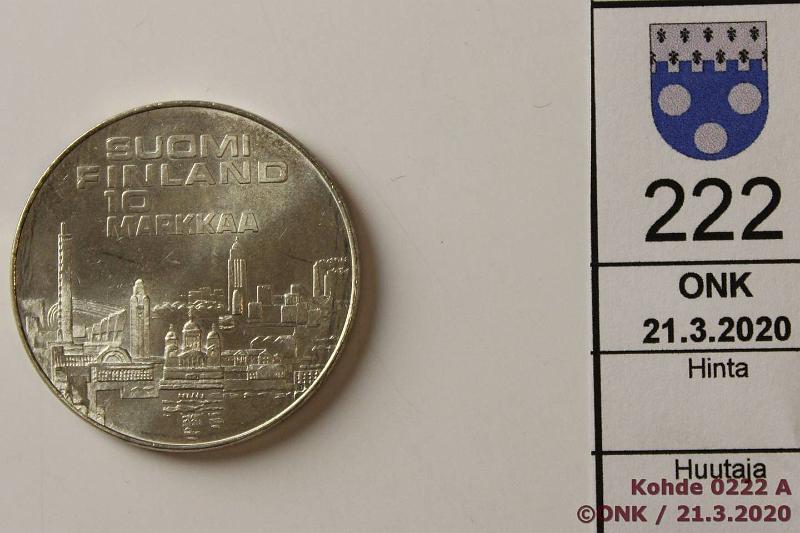 SUOMI
FINLAND
10
MARKKAA
222
ONK
21.3.2020
Hinta
Huutaja
Kohde 0222 A
©ONK / 21.3.2020